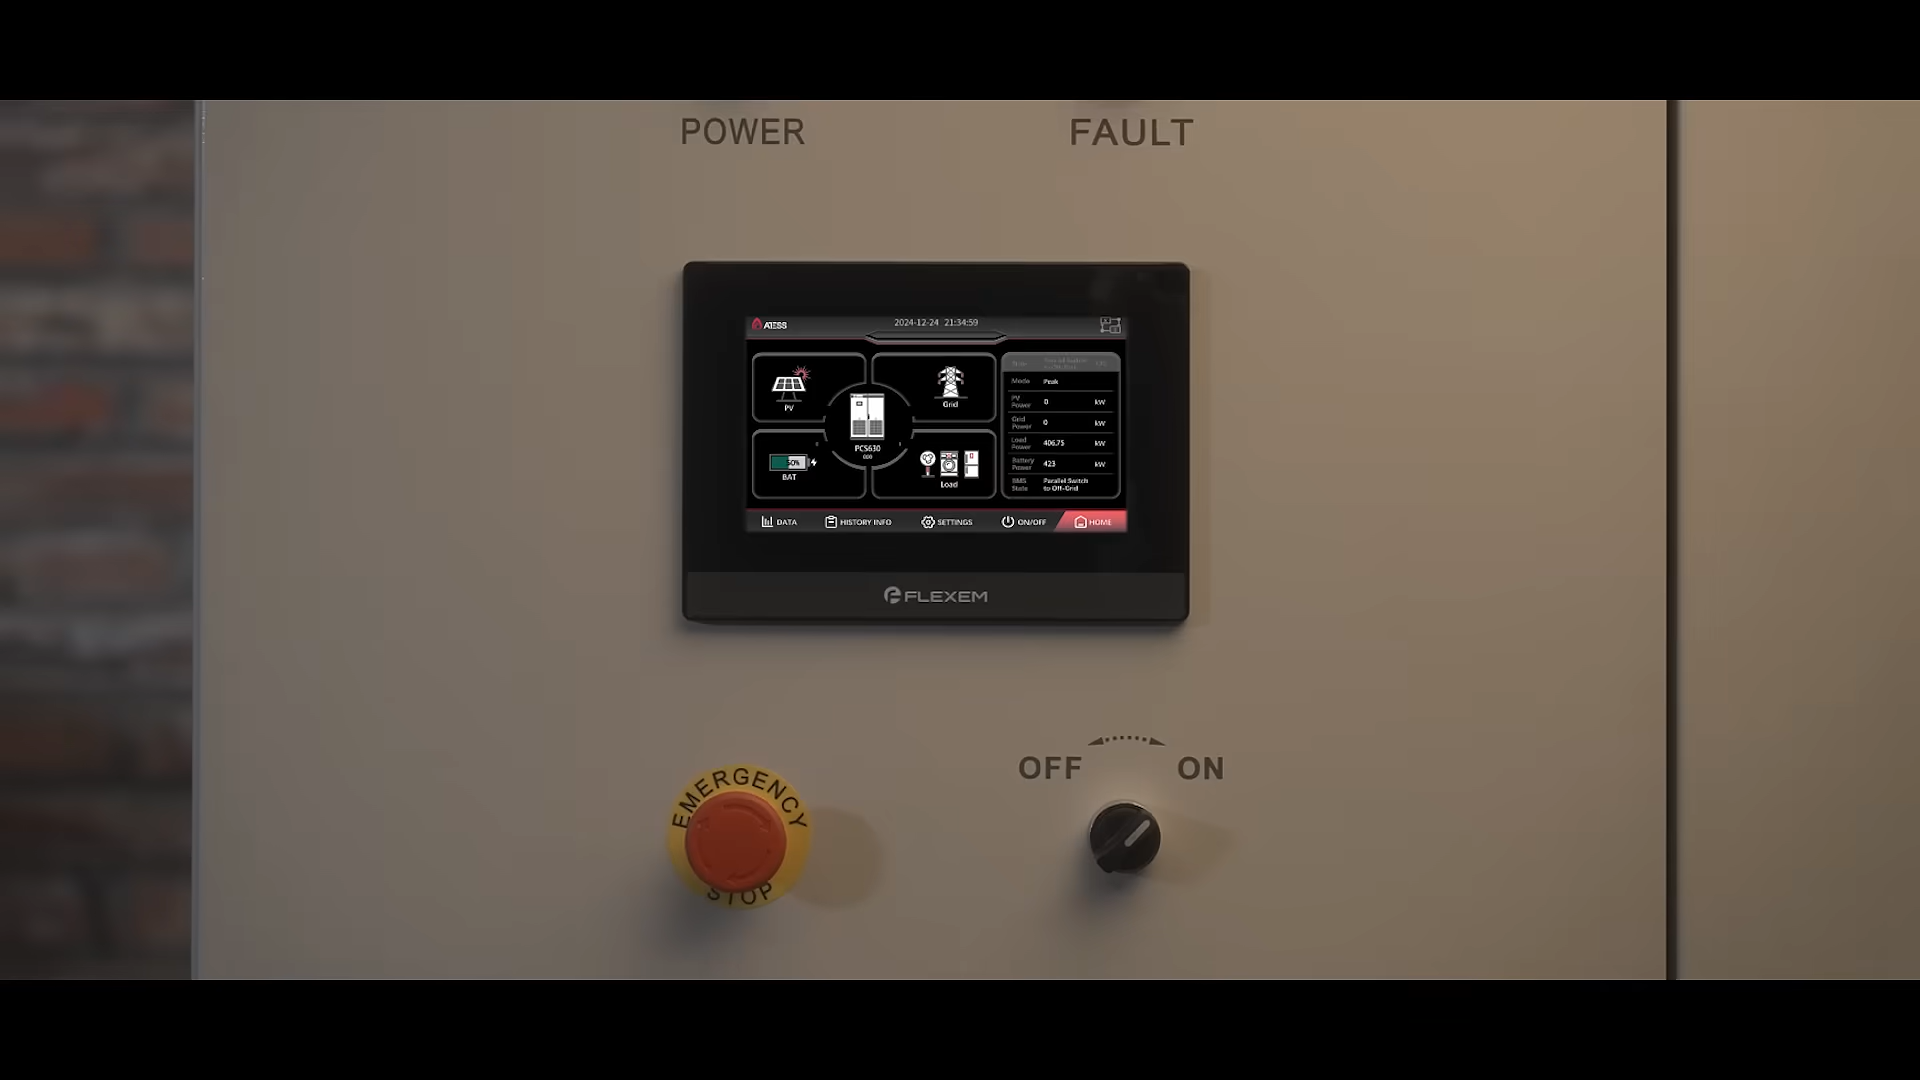 POWER
FAULT
ATESS
2024-12-24 21:34:59
PV
Grid
PCS630
50%
BAT
Load
Mode Peak
PV Power 0 kW
Grid Power 0 kW
Load Power 406.75 kW
Battery Power 423 kW
BMS State Parallel Switch to Off-Grid
DATA
HISTORY INFO
SETTINGS
ON/OFF
HOME
FLEXEM
OFF
ON
EMERGENCY
STOP